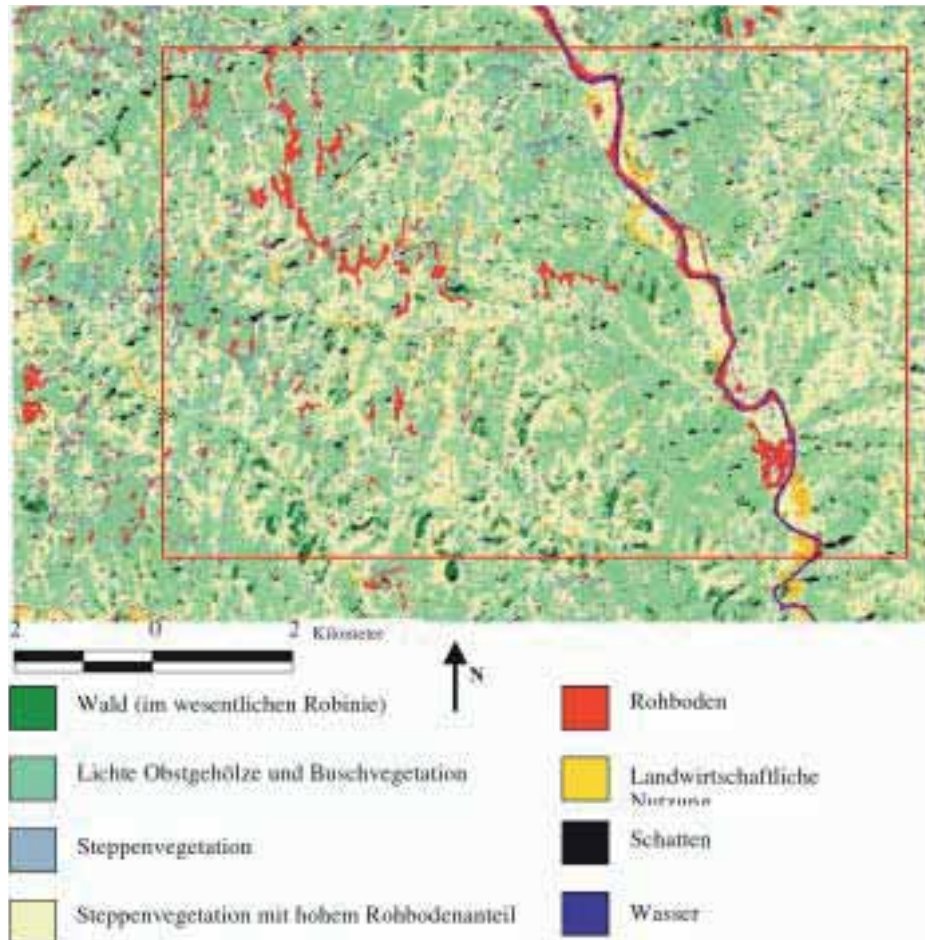 2 0 2 Kilometer
N
Wald (im wesentlichen Robinie)
Lichte Obstgehölze und Buschvegetation
Steppenvegetation
Steppenvegetation mit hohem Rohbodenanteil
Rohboden
Landwirtschaftliche
Nutzung
Schatten
Wasser